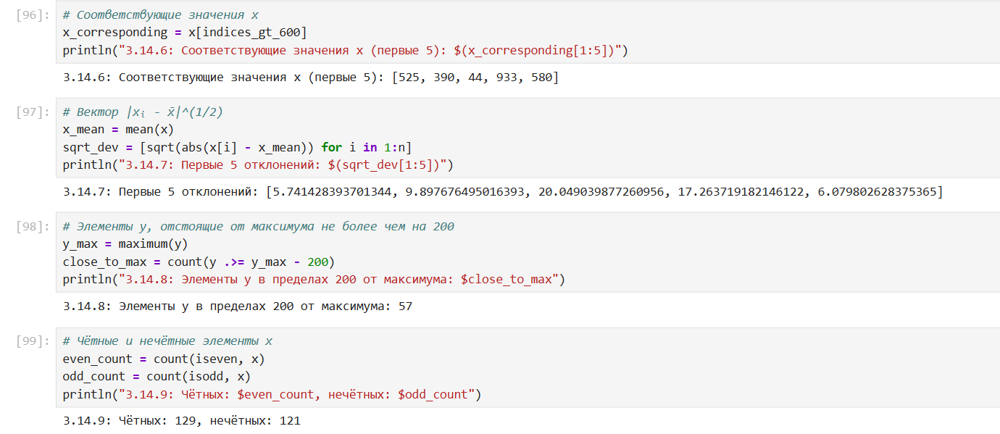 [96]: # Соответствующие значения x
x_corresponding = x[indices_gt_600]
println("3.14.6: Соответствующие значения x (первые 5): $(x_corresponding[1:5])")
3.14.6: Соответствующие значения x (первые 5): [525, 390, 44, 933, 580]
[97]: # Вектор |xᵢ - x̄|^(1/2)
x_mean = mean(x)
sqrt_dev = [sqrt(abs(x[i] - x_mean)) for i in 1:n]
println("3.14.7: Первые 5 отклонений: $(sqrt_dev[1:5])")
3.14.7: Первые 5 отклонений: [5.741428393701344, 9.897676495016393, 20.049039877260956, 17.263719182146122, 6.079802628375365]
[98]: # Элементы y, отстоящие от максимума не более чем на 200
y_max = maximum(y)
close_to_max = count(y .>= y_max - 200)
println("3.14.8: Элементы y в пределах 200 от максимума: $close_to_max")
3.14.8: Элементы y в пределах 200 от максимума: 57
[99]: # Чётные и нечётные элементы x
even_count = count(iseven, x)
odd_count = count(isodd, x)
println("3.14.9: Чётных: $even_count, нечётных: $odd_count")
3.14.9: Чётных: 129, нечётных: 121